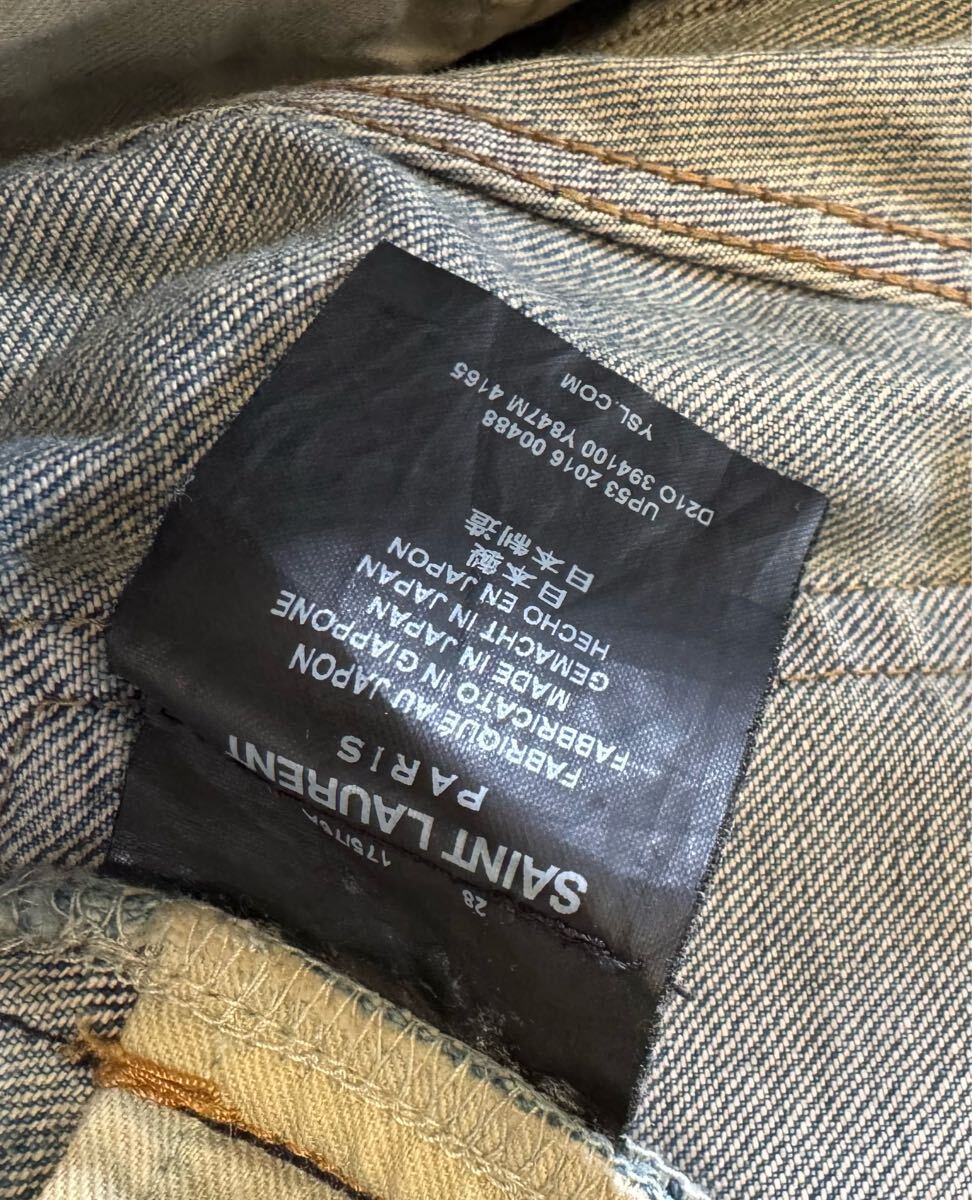 28
SAINT LAURENT
PARIS
FABRIQUÉ AU JAPON
FABBRICATO IN GIAPPONE
MADE IN JAPAN
GEMACHT IN JAPAN
HECHO EN JAPON
日本製
日本制造
UP53 2016 00488
D21O 394100 Y847M 4165
YSL.COM